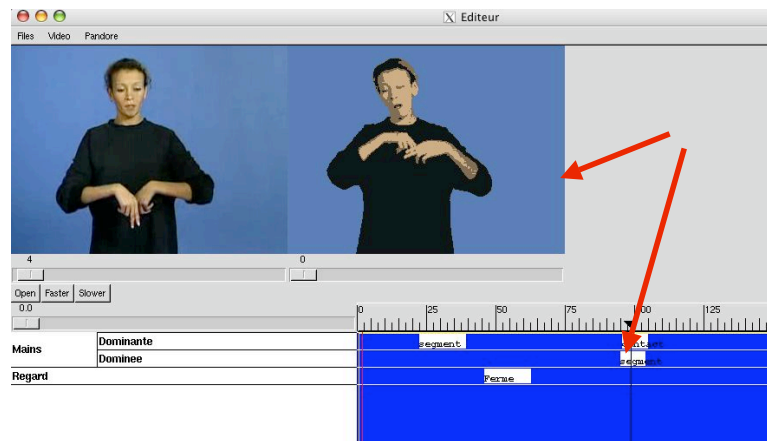 X Editeur
Files Video Pandore
4 0
Open Faster Slower
0.0
0 25 50 75 100 125
Mains
Dominante
segment contact
Dominee
segment
Regard
Ferme